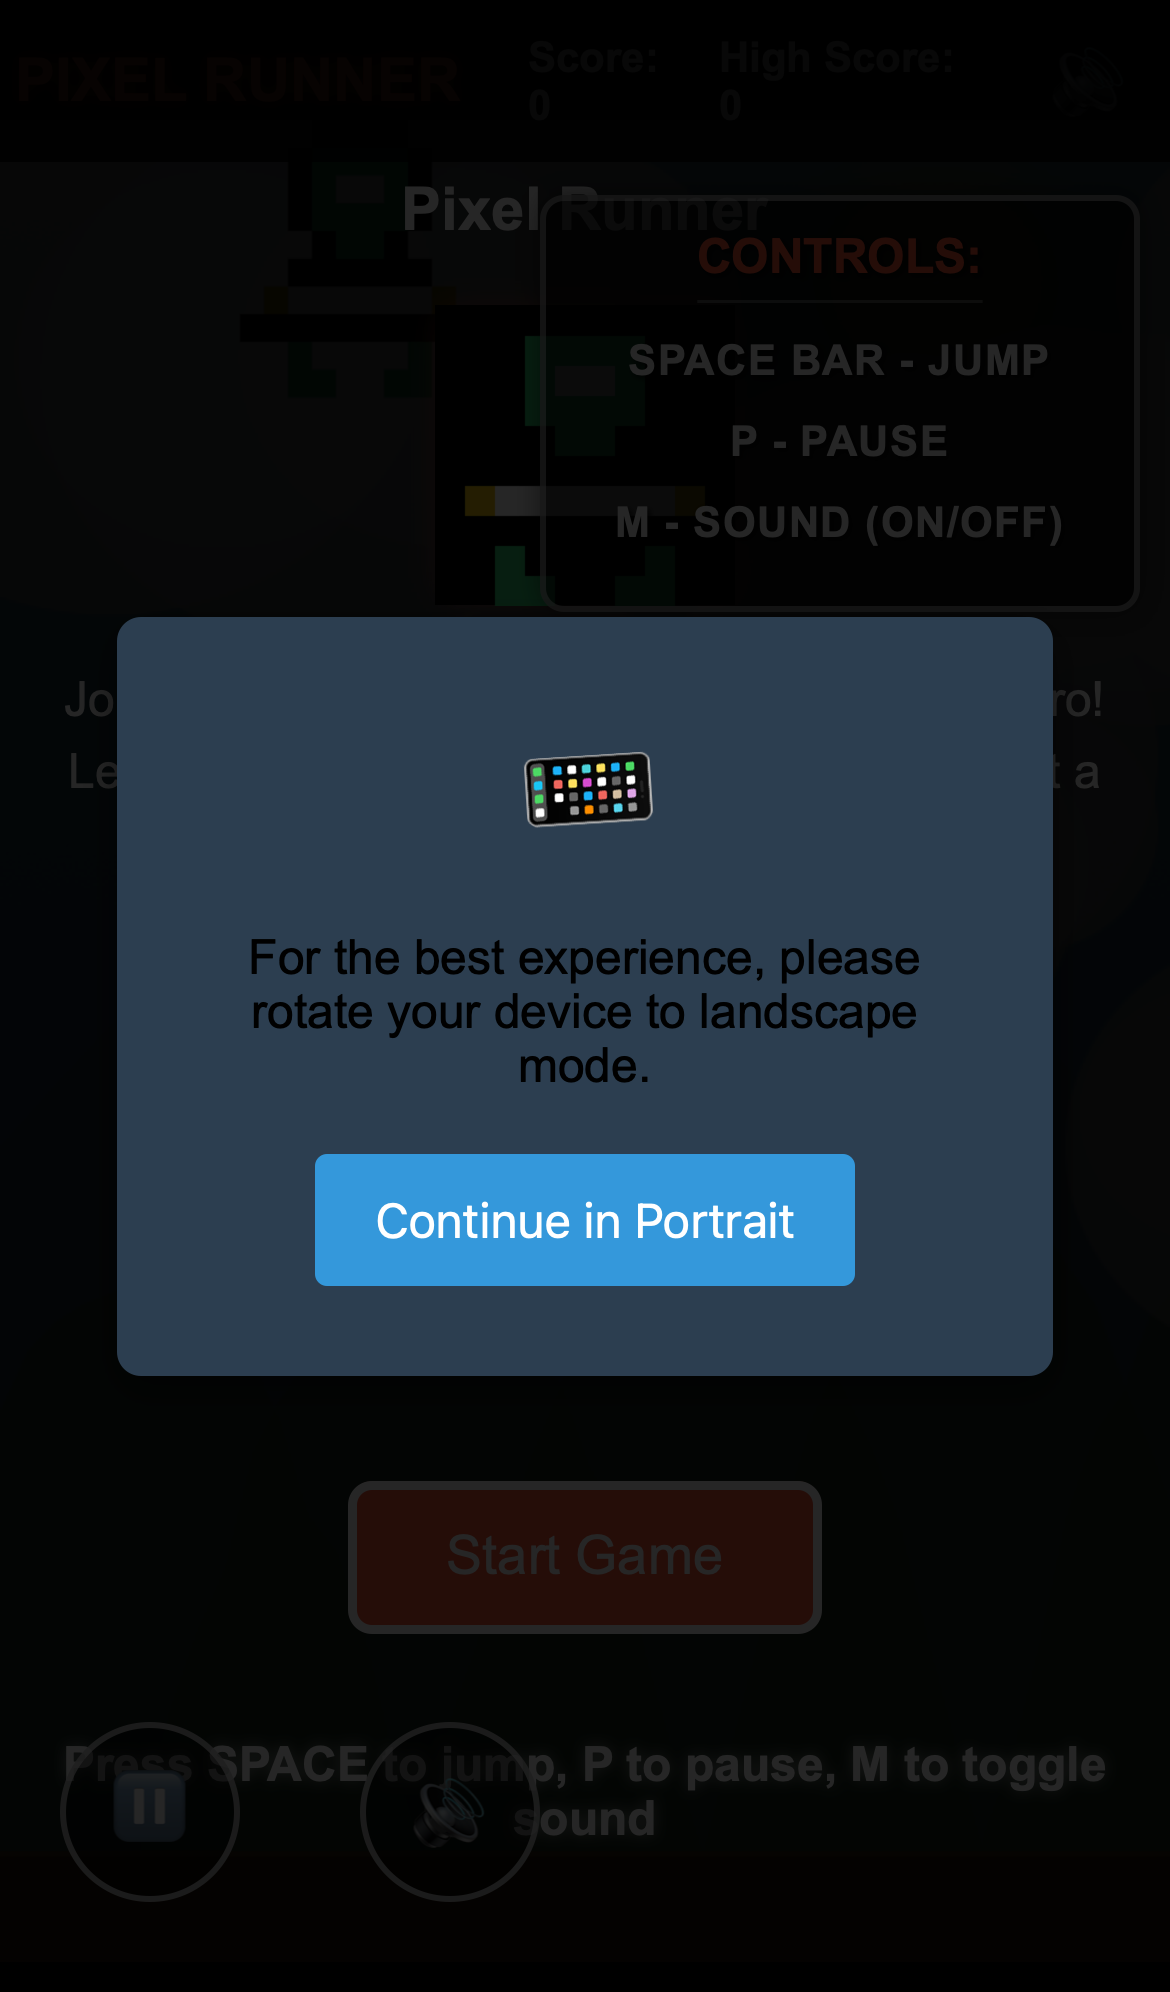 PIXEL RUNNER
Score:
0
High Score:
0
Pixel Runner
CONTROLS:
SPACE BAR - JUMP
P - PAUSE
M - SOUND (ON/OFF)
Jo
ro!
Le
t a
For the best experience, please
rotate your device to landscape
mode.
Continue in Portrait
Start Game
Press SPACE to jump, P to pause, M to toggle
sound